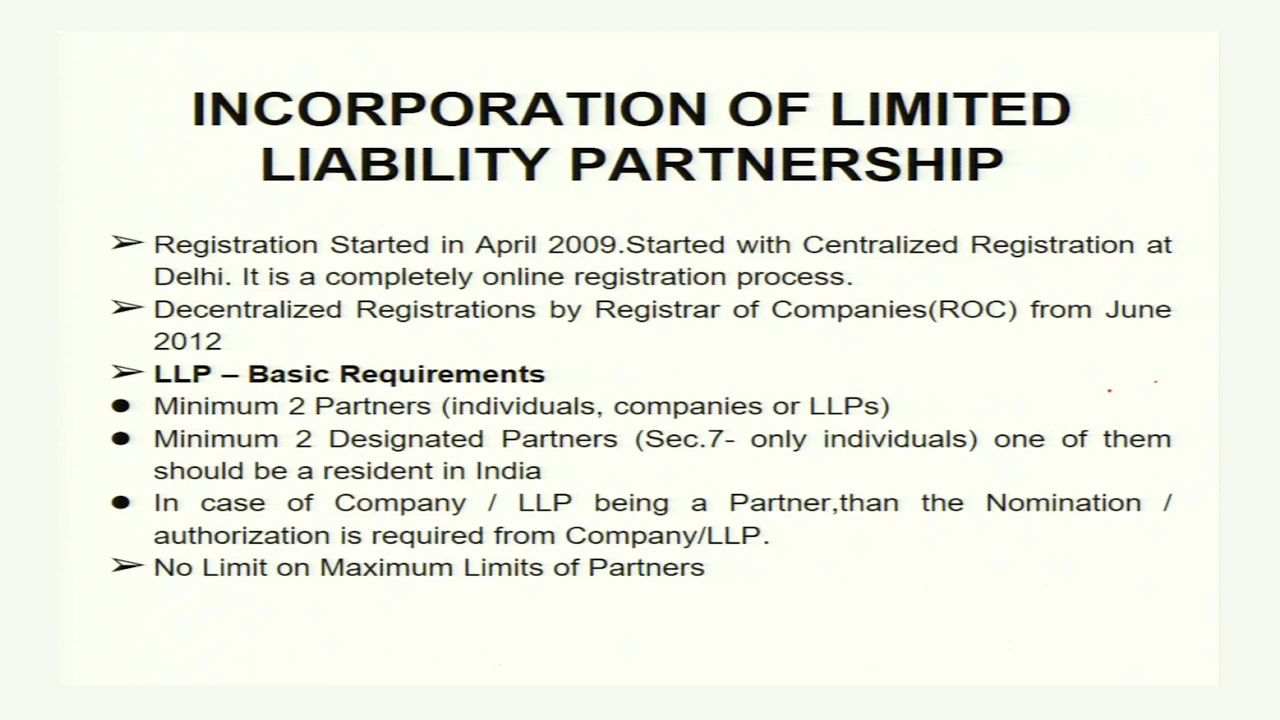 INCORPORATION OF LIMITED
LIABILITY PARTNERSHIP
➢ Registration Started in April 2009.Started with Centralized Registration at
Delhi. It is a completely online registration process.
➢ Decentralized Registrations by Registrar of Companies(ROC) from June
2012
➢ LLP – Basic Requirements
● Minimum 2 Partners (individuals, companies or LLPs)
● Minimum 2 Designated Partners (Sec.7- only individuals) one of them
should be a resident in India
● In case of Company / LLP being a Partner,than the Nomination /
authorization is required from Company/LLP.
➢ No Limit on Maximum Limits of Partners